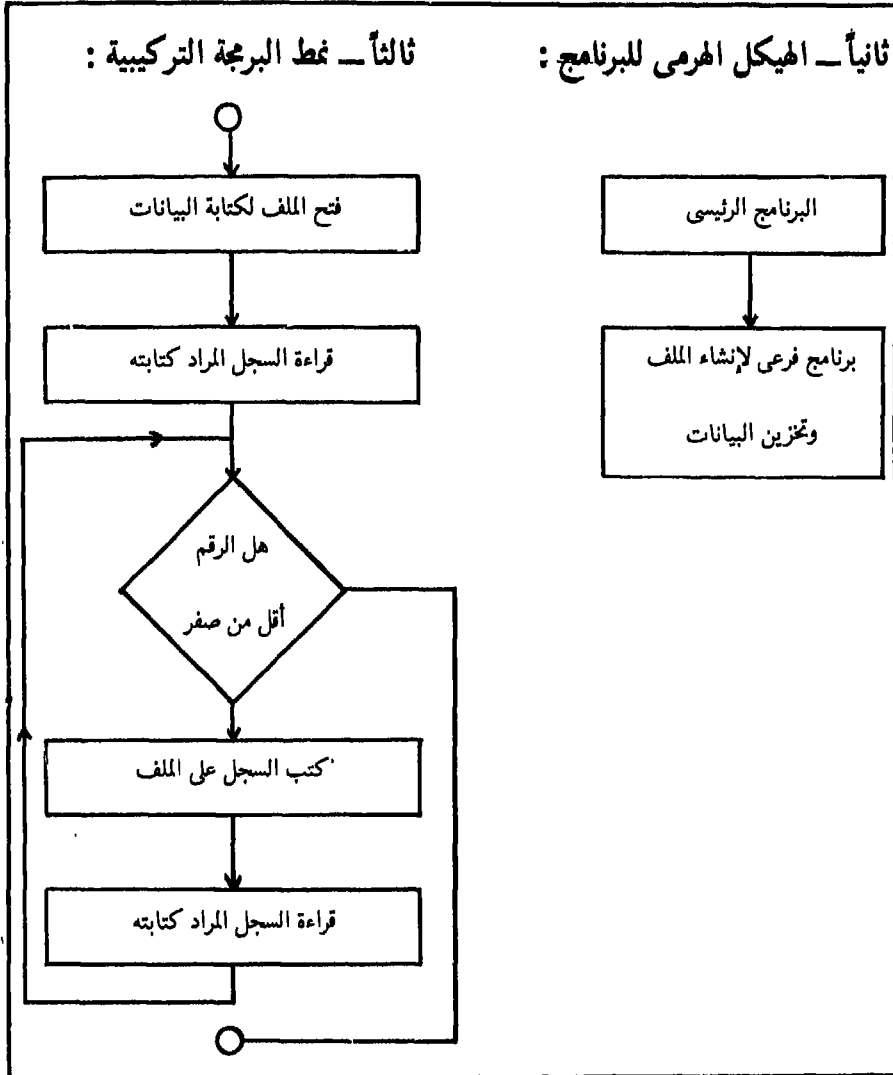 ثانياً ــ الهيكل الهرمى للبرنامج :
البرنامج الرئيسى
برنامج فرعى لإنشاء الملف
وتخزين البيانات
ثالثاً ــ نمط البرمجة التركيبية :
فتح الملف لكتابة البيانات
قراءة السجل المراد كتابته
هل الرقم
أقل من صفر
كتب السجل على الملف
قراءة السجل المراد كتابته